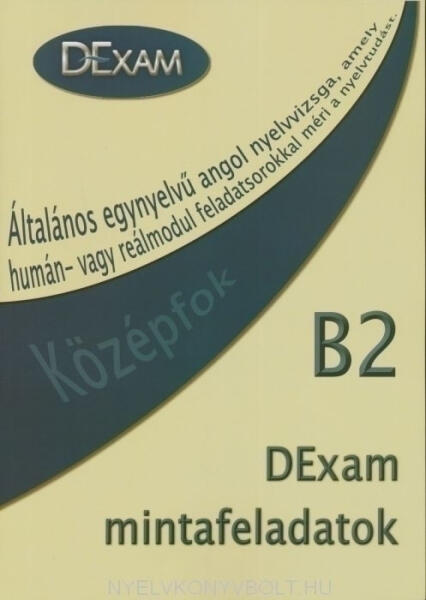 DEXAM
Általános egynyelvű angol nyelvvizsga, amely
humán- vagy reálmodul feladatsorokkal méri a nyelvtudást.
Középfok
B2
DExam
mintafeladatok
NYELVKONYVBOLT.HU